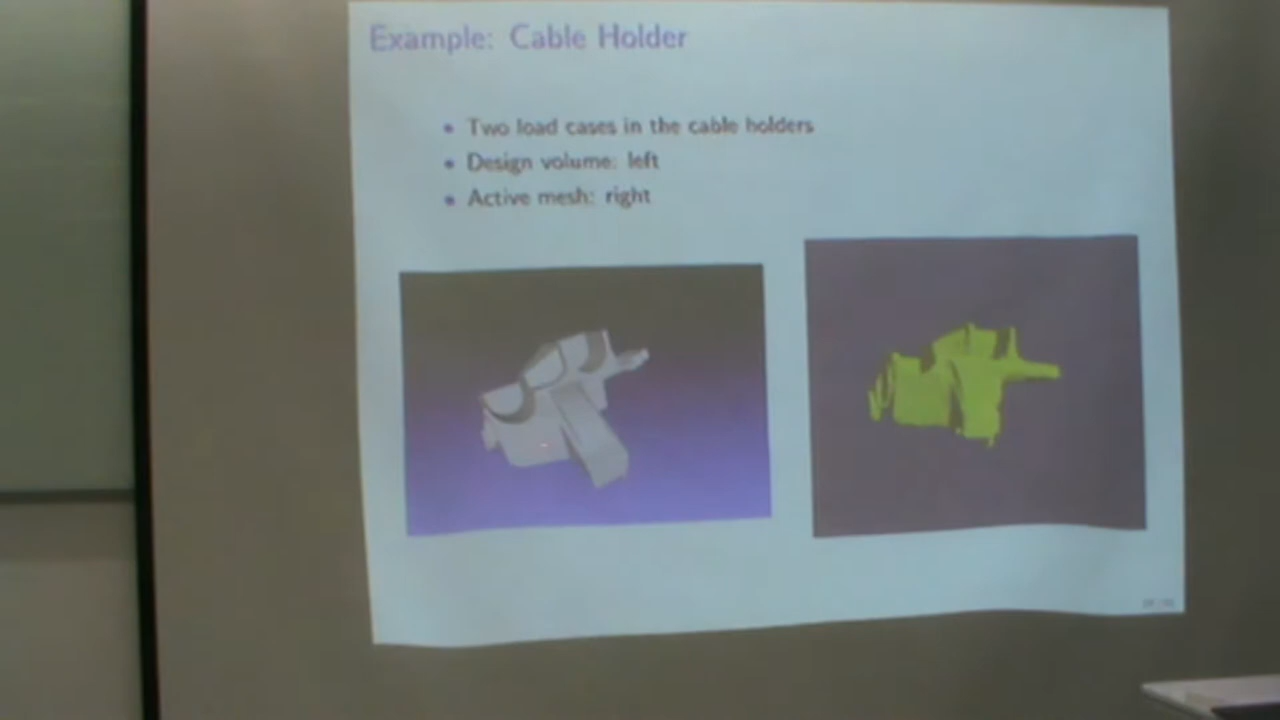 Example: Cable Holder
Two load cases in the cable holders
Design volume: left
Active mesh: right